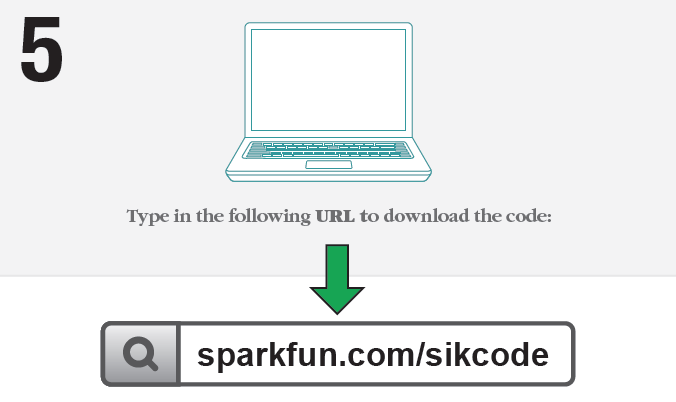 5
Type in the following URL to download the code:
sparkfun.com/sikcode